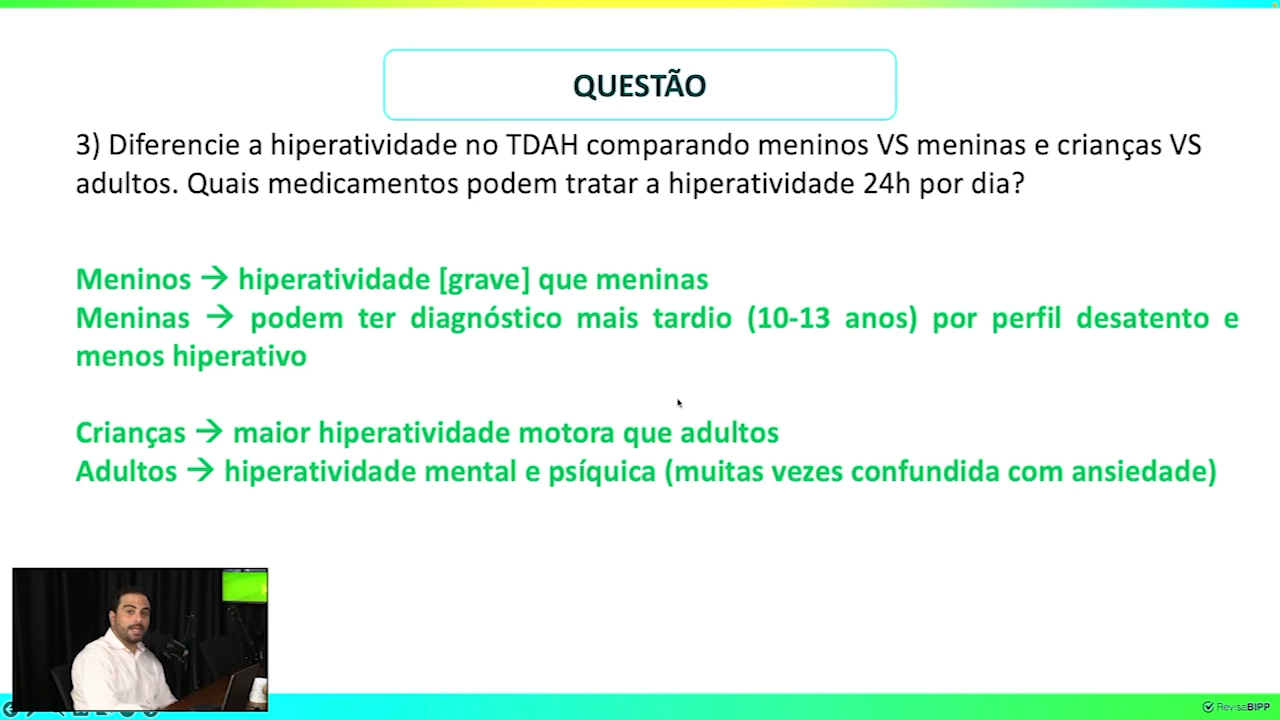 QUESTÃO
3) Diferencie a hiperatividade no TDAH comparando meninos VS meninas e crianças VS
adultos. Quais medicamentos podem tratar a hiperatividade 24h por dia?
Meninos → hiperatividade [grave] que meninas
Meninas → podem ter diagnóstico mais tardio (10-13 anos) por perfil desatento e
menos hiperativo
Crianças → maior hiperatividade motora que adultos
Adultos → hiperatividade mental e psíquica (muitas vezes confundida com ansiedade)
RevisaBIPP